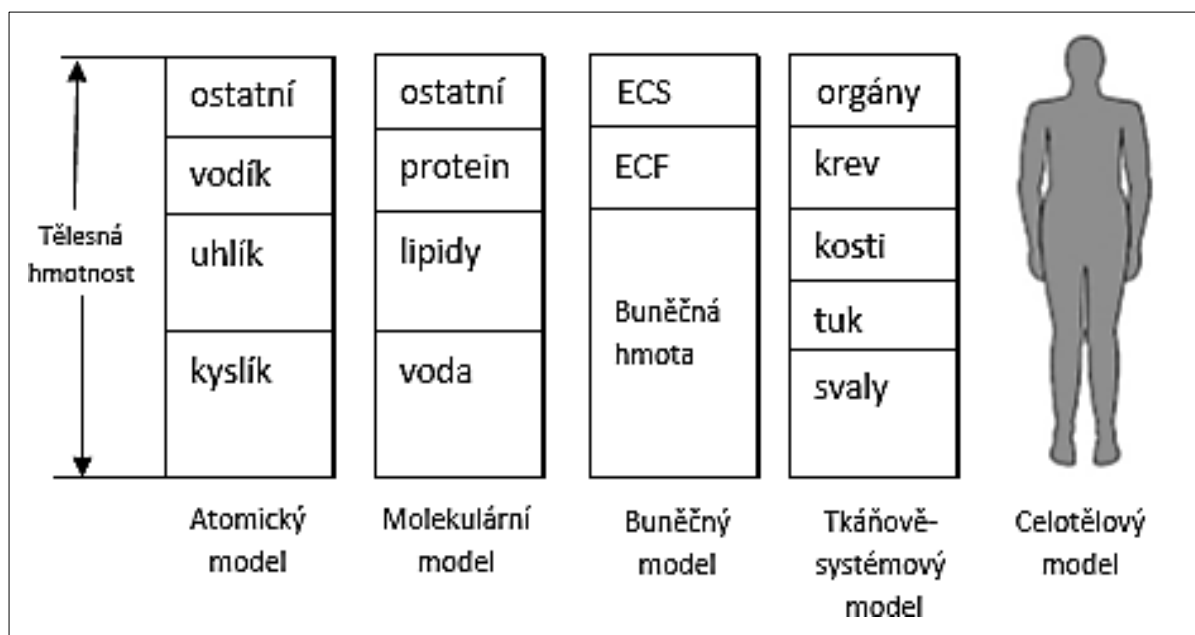 Tělesná
hmotnost
ostatní
vodík
uhlík
kyslík
Atomický
model
ostatní
protein
lipidy
voda
Molekulární
model
ECS
ECF
Buněčná
hmota
Buněčný
model
orgány
krev
kosti
tuk
svaly
Tkáňově-
systémový
model
Celotělový
model